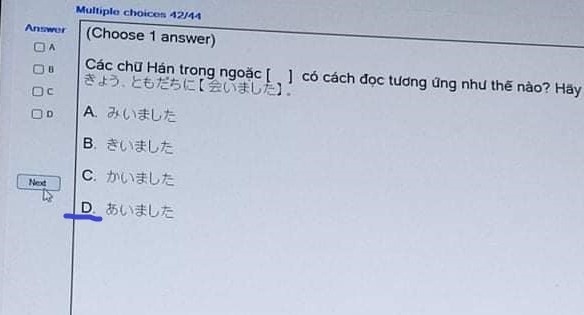 Multiple choices 42/44
Answer
(Choose 1 answer)
A
B
C
D
Các chữ Hán trong ngoặc [ ] có cách đọc tương ứng như thế nào? Hãy
きょう、ともだちに【会いました】。
A. みいました
B. きいました
C. かいました
D. あいました
Next